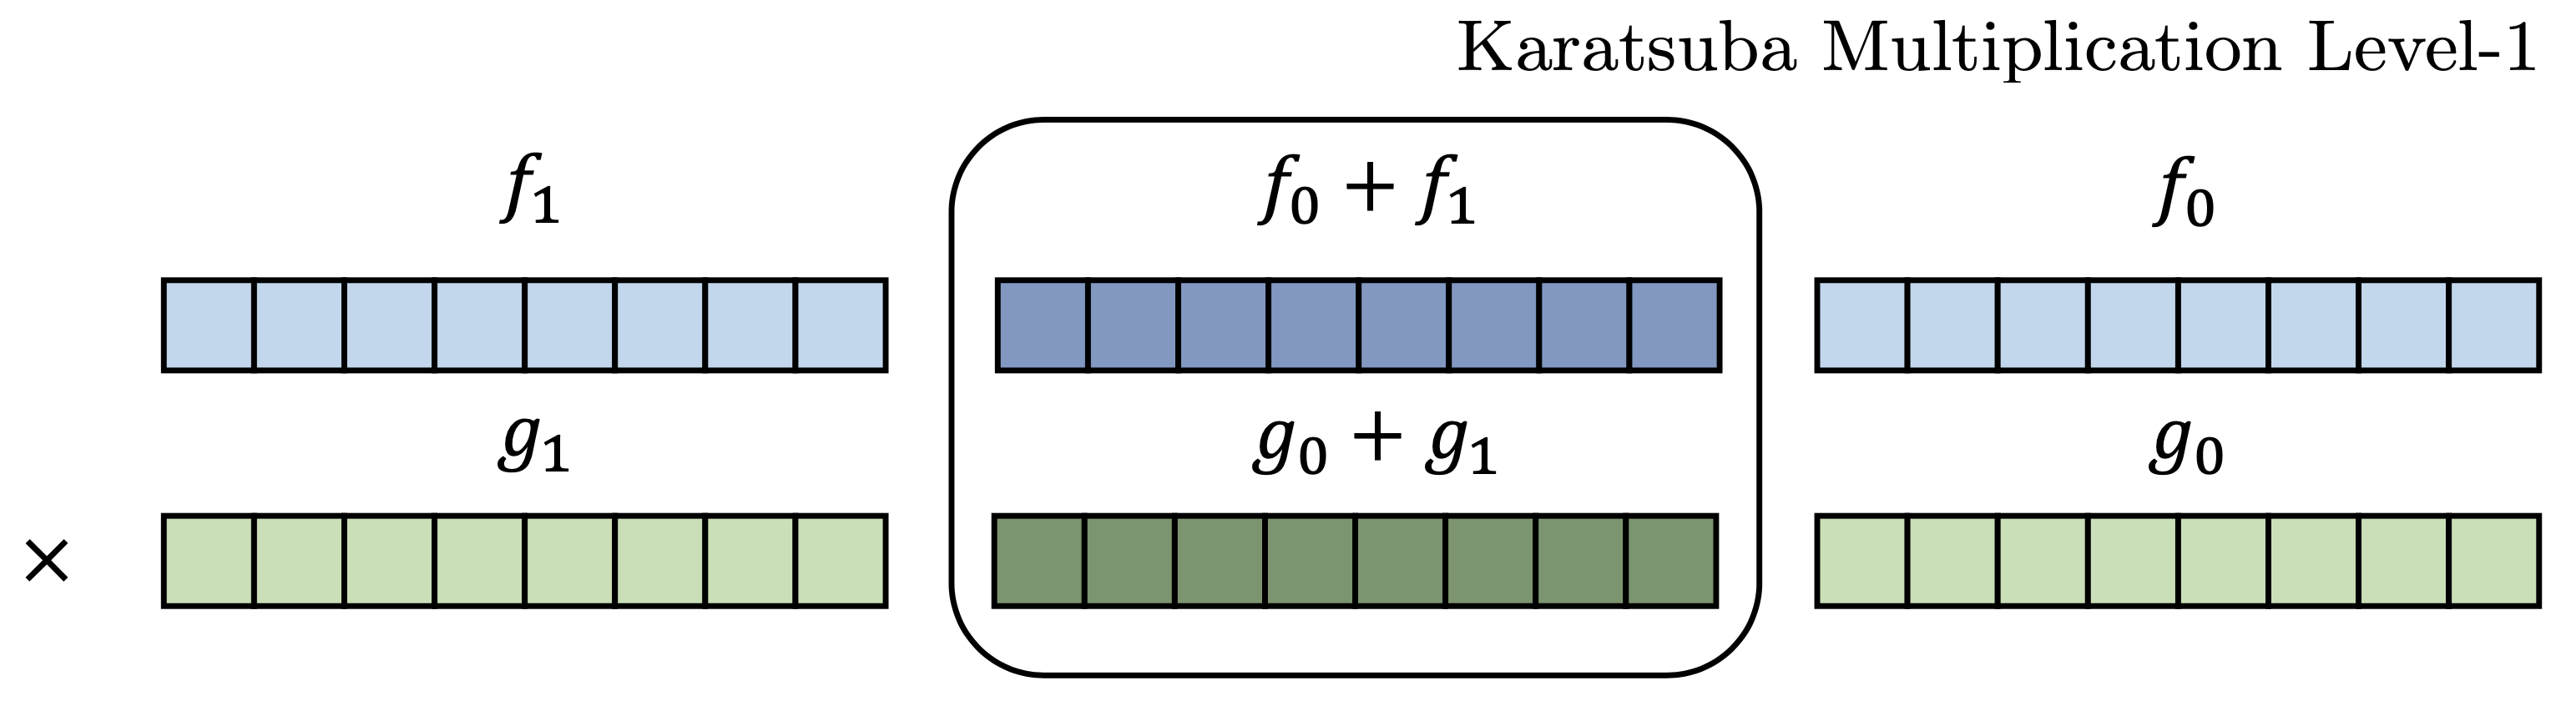 Karatsuba Multiplication Level-1
f₁ f₀ + f₁ f₀
g₁ g₀ + g₁ g₀
×